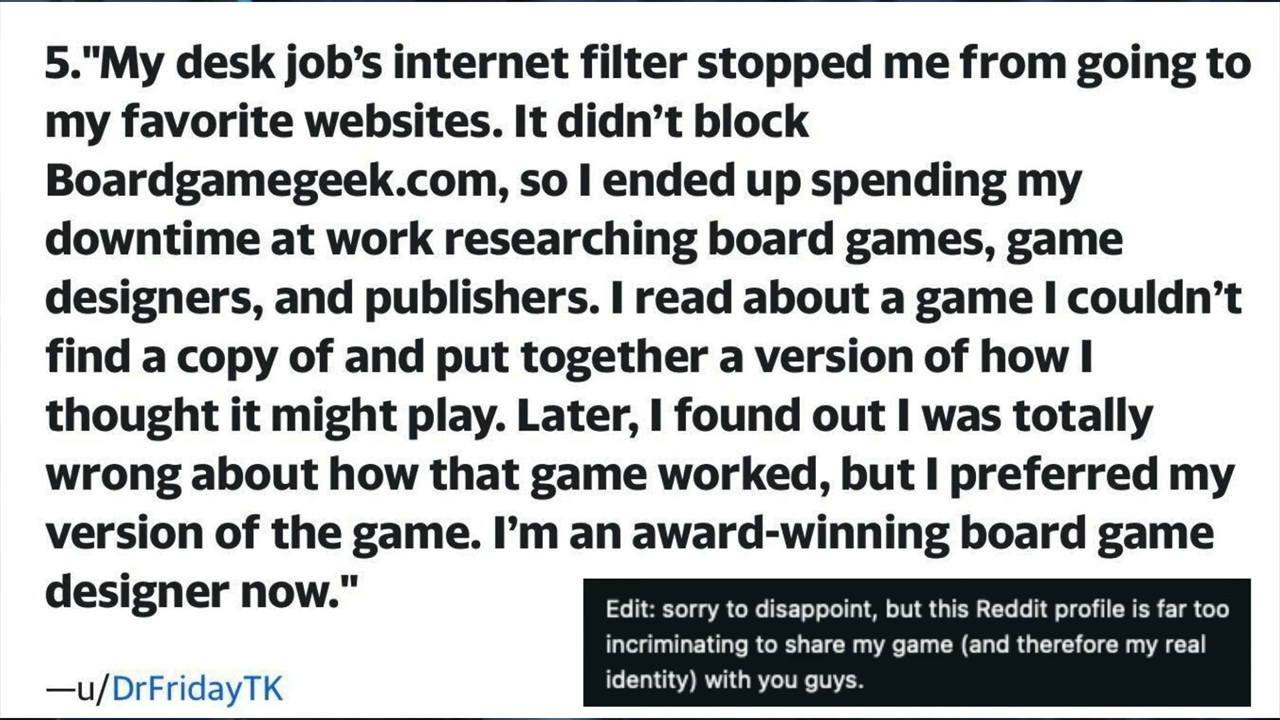 5."My desk job’s internet filter stopped me from going to
my favorite websites. It didn’t block
Boardgamegeek.com, so I ended up spending my
downtime at work researching board games, game
designers, and publishers. I read about a game I couldn’t
find a copy of and put together a version of how I
thought it might play. Later, I found out I was totally
wrong about how that game worked, but I preferred my
version of the game. I’m an award-winning board game
designer now."
Edit: sorry to disappoint, but this Reddit profile is far too
incriminating to share my game (and therefore my real
identity) with you guys.
—u/DrFridayTK